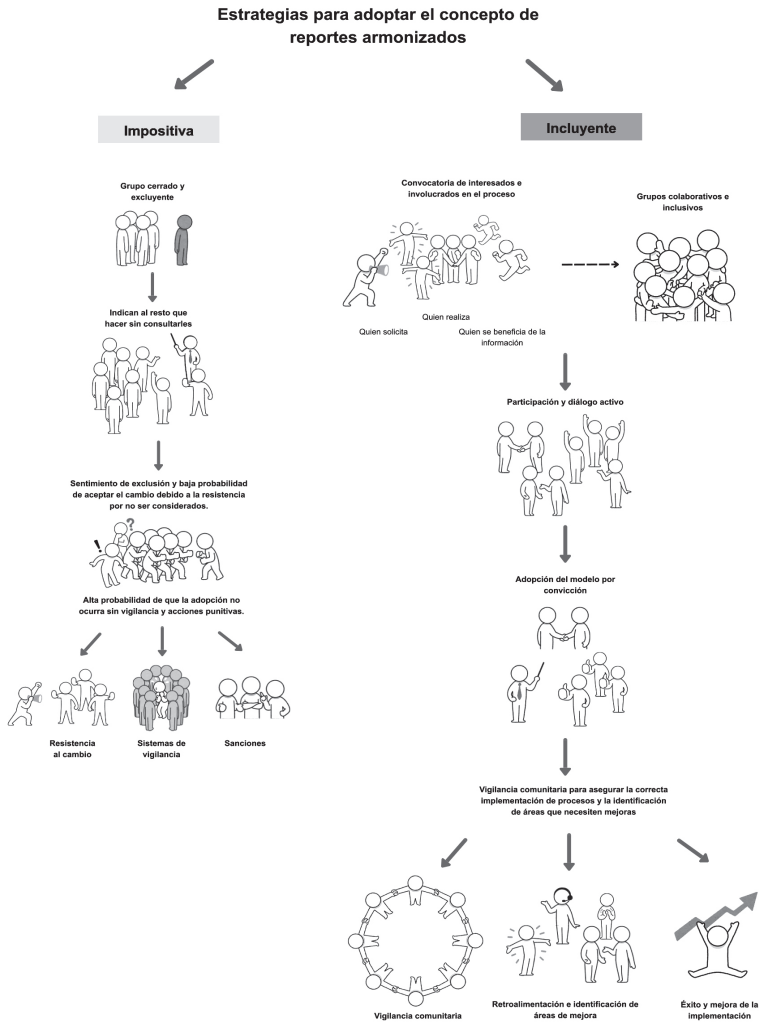 Estrategias para adoptar el concepto de
reportes armonizados
Impositiva
Grupo cerrado y
excluyente
Indican al resto que
hacer sin consultarles
Sentimiento de exclusión y baja probabilidad
de aceptar el cambio debido a la resistencia
por no ser considerados.
?
!
Alta probabilidad de que la adopción no
ocurra sin vigilancia y acciones punitivas.
Resistencia
al cambio
Sistemas de
vigilancia
Sanciones
Incluyente
Convocatoria de interesados e
involucrados en el proceso
Quien realiza
Quien solicita
Quien se beneficia de la
información
Grupos colaborativos e
inclusivos
Participación y diálogo activo
Adopción del modelo por
convicción
Vigilancia comunitaria para asegurar la correcta
implementación de procesos y la identificación
de áreas que necesiten mejoras
Vigilancia comunitaria
Retroalimentación e identificación de
áreas de mejora
Éxito y mejora de la
implementación